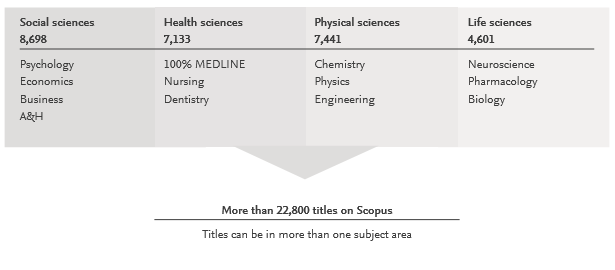 Social sciences
8,698
Psychology
Economics
Business
A&H
Health sciences
7,133
100% MEDLINE
Nursing
Dentistry
Physical sciences
7,441
Chemistry
Physics
Engineering
Life sciences
4,601
Neuroscience
Pharmacology
Biology
More than 22,800 titles on Scopus
Titles can be in more than one subject area